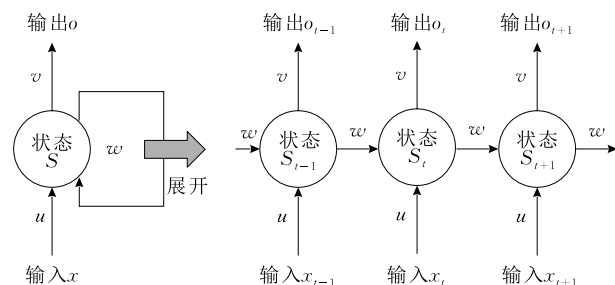 输出o
输出o_{t-1}
输出o_t
输出o_{t+1}
v
v
v
v
状态
S
w
展开
w
状态
S_{t-1}
w
状态
S_t
w
状态
S_{t+1}
w
u
u
u
u
输入x
输入x_{t-1}
输入x_t
输入x_{t+1}